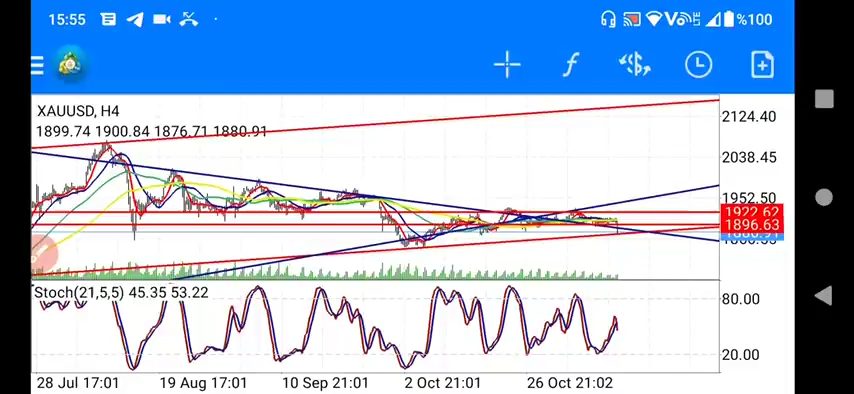 15:55
%100
XAUUSD, H4
1899.74 1900.84 1876.71 1880.91
2124.40
2038.45
1952.50
1922.62
1896.63
Stoch(21,5,5) 45.35 53.22
80.00
20.00
28 Jul 17:01 19 Aug 17:01 10 Sep 21:01 2 Oct 21:01 26 Oct 21:02